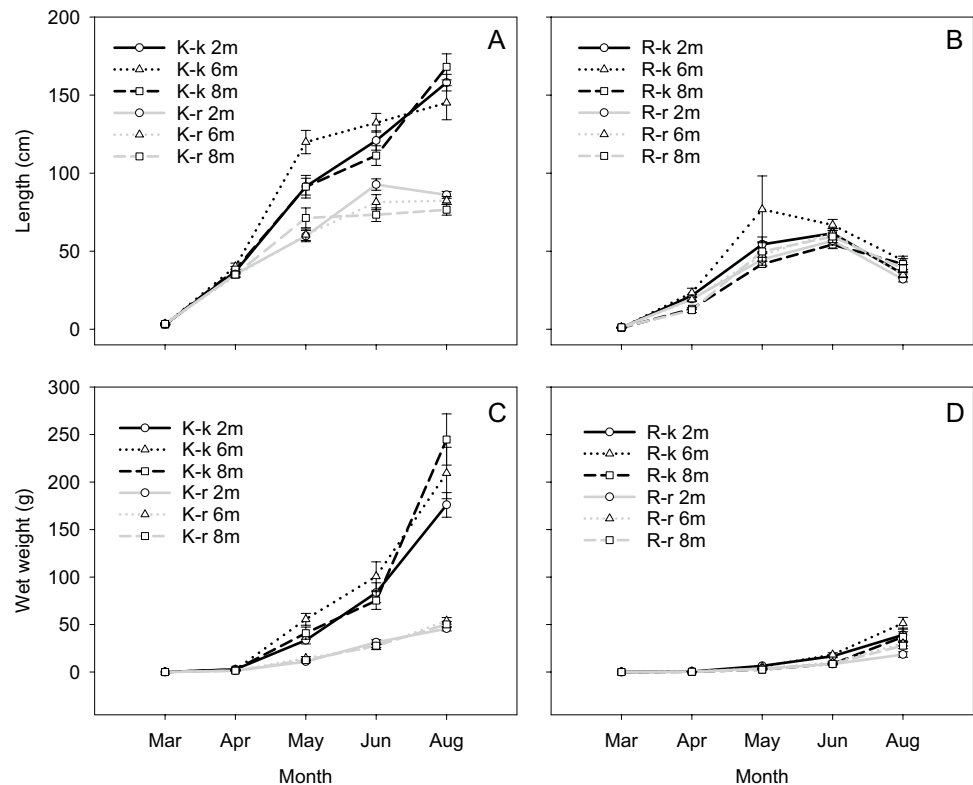 200
150
100
50
0
Length (cm)
A
K-k 2m
K-k 6m
K-k 8m
K-r 2m
K-r 6m
K-r 8m
B
R-k 2m
R-k 6m
R-k 8m
R-r 2m
R-r 6m
R-r 8m
300
250
200
150
100
50
0
Wet weight (g)
C
K-k 2m
K-k 6m
K-k 8m
K-r 2m
K-r 6m
K-r 8m
Mar Apr May Jun Aug
Month
D
R-k 2m
R-k 6m
R-k 8m
R-r 2m
R-r 6m
R-r 8m
Mar Apr May Jun Aug
Month